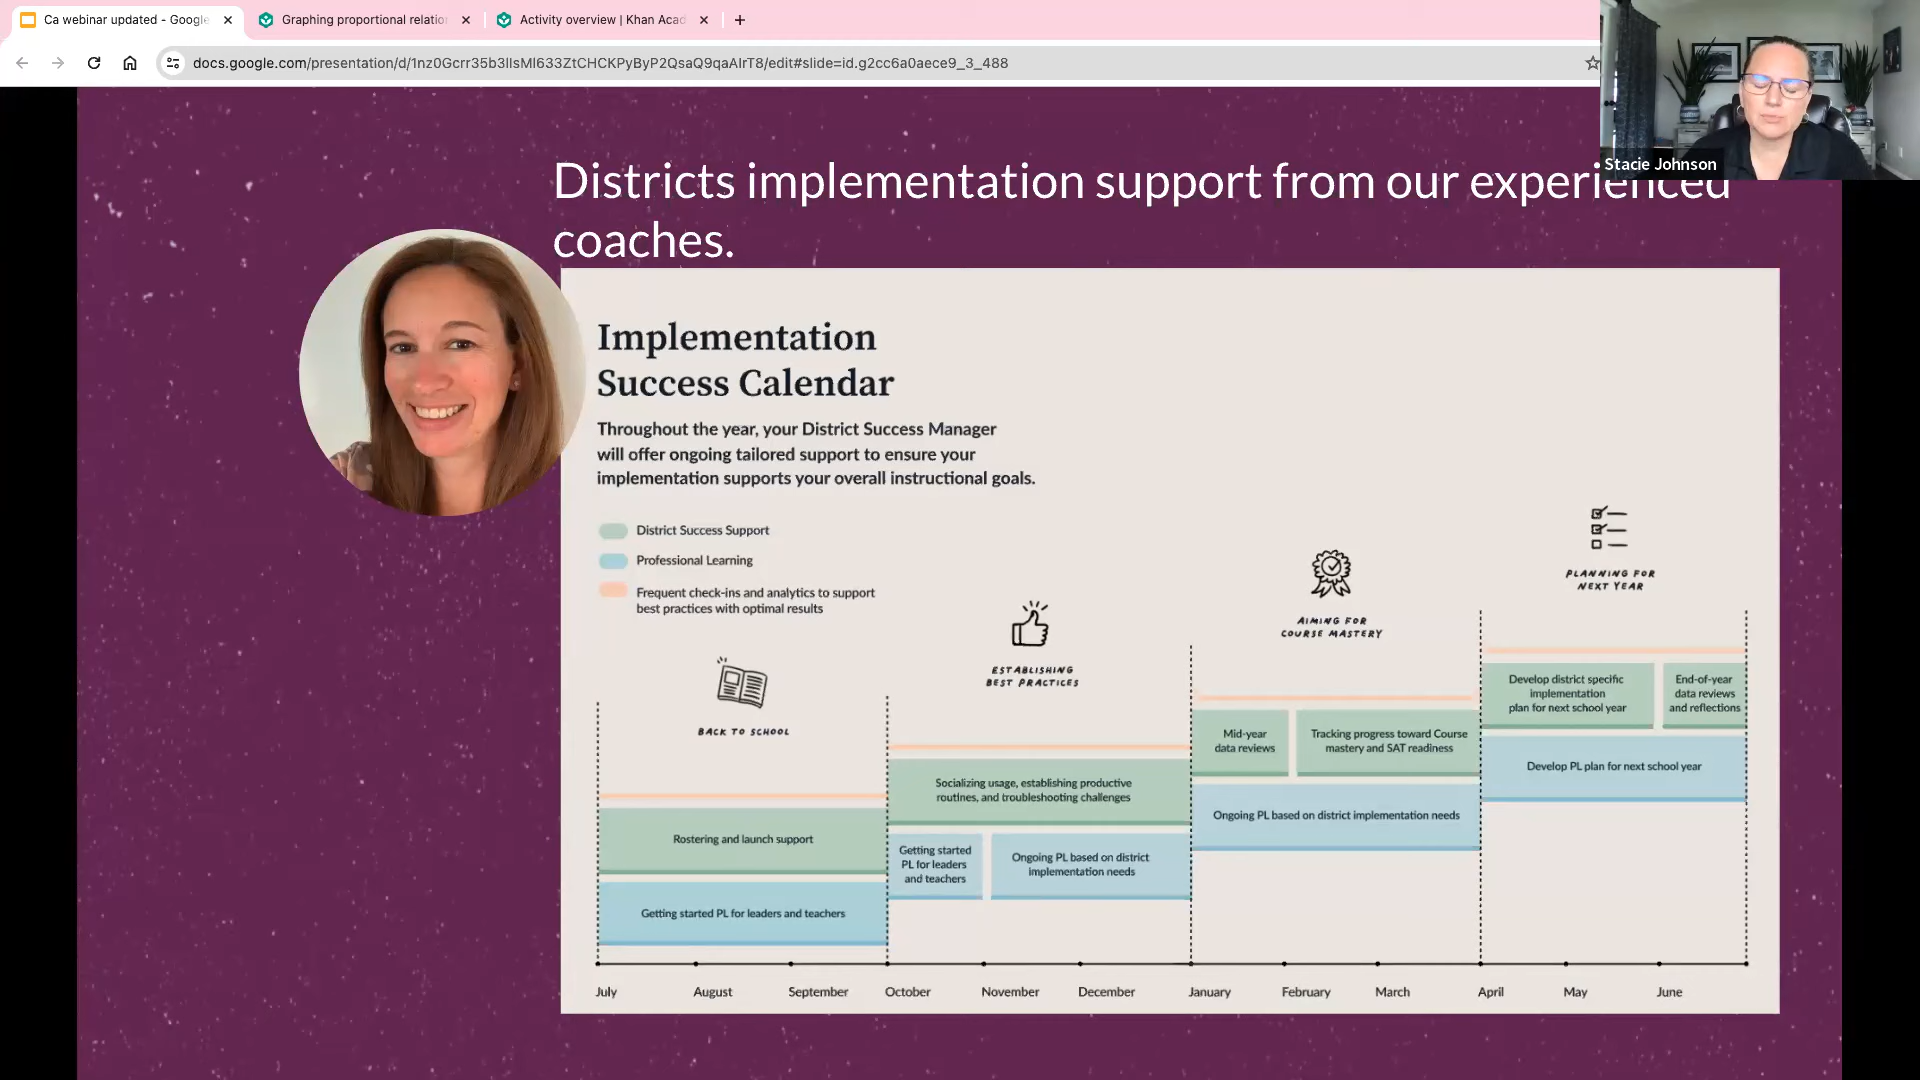 Ca webinar updated - Google
Graphing proportional relatio
Activity overview | Khan Acad
docs.google.com/presentation/d/1nz0Gcrr35b3IlsMl633ZtCHCKPyByP2QsaQ9qaAIrT8/edit#slide=id.g2cc6a0aece9_3_488
Stacie Johnson
Districts implementation support from our experienced
coaches.
Implementation
Success Calendar
Throughout the year, your District Success Manager
will offer ongoing tailored support to ensure your
implementation supports your overall instructional goals.
District Success Support
Professional Learning
Frequent check-ins and analytics to support
best practices with optimal results
BACK TO SCHOOL
Rostering and launch support
Getting started PL for leaders and teachers
ESTABLISHING
BEST PRACTICES
Socializing usage, establishing productive
routines, and troubleshooting challenges
Getting started
PL for leaders
and teachers
Ongoing PL based on district
implementation needs
AIMING FOR
COURSE MASTERY
Mid-year
data reviews
Tracking progress toward Course
mastery and SAT readiness
Ongoing PL based on district implementation needs
PLANNING FOR
NEXT YEAR
Develop district specific
implementation
plan for next school year
End-of-year
data reviews
and reflections
Develop PL plan for next school year
July August September October November December January February March April May June